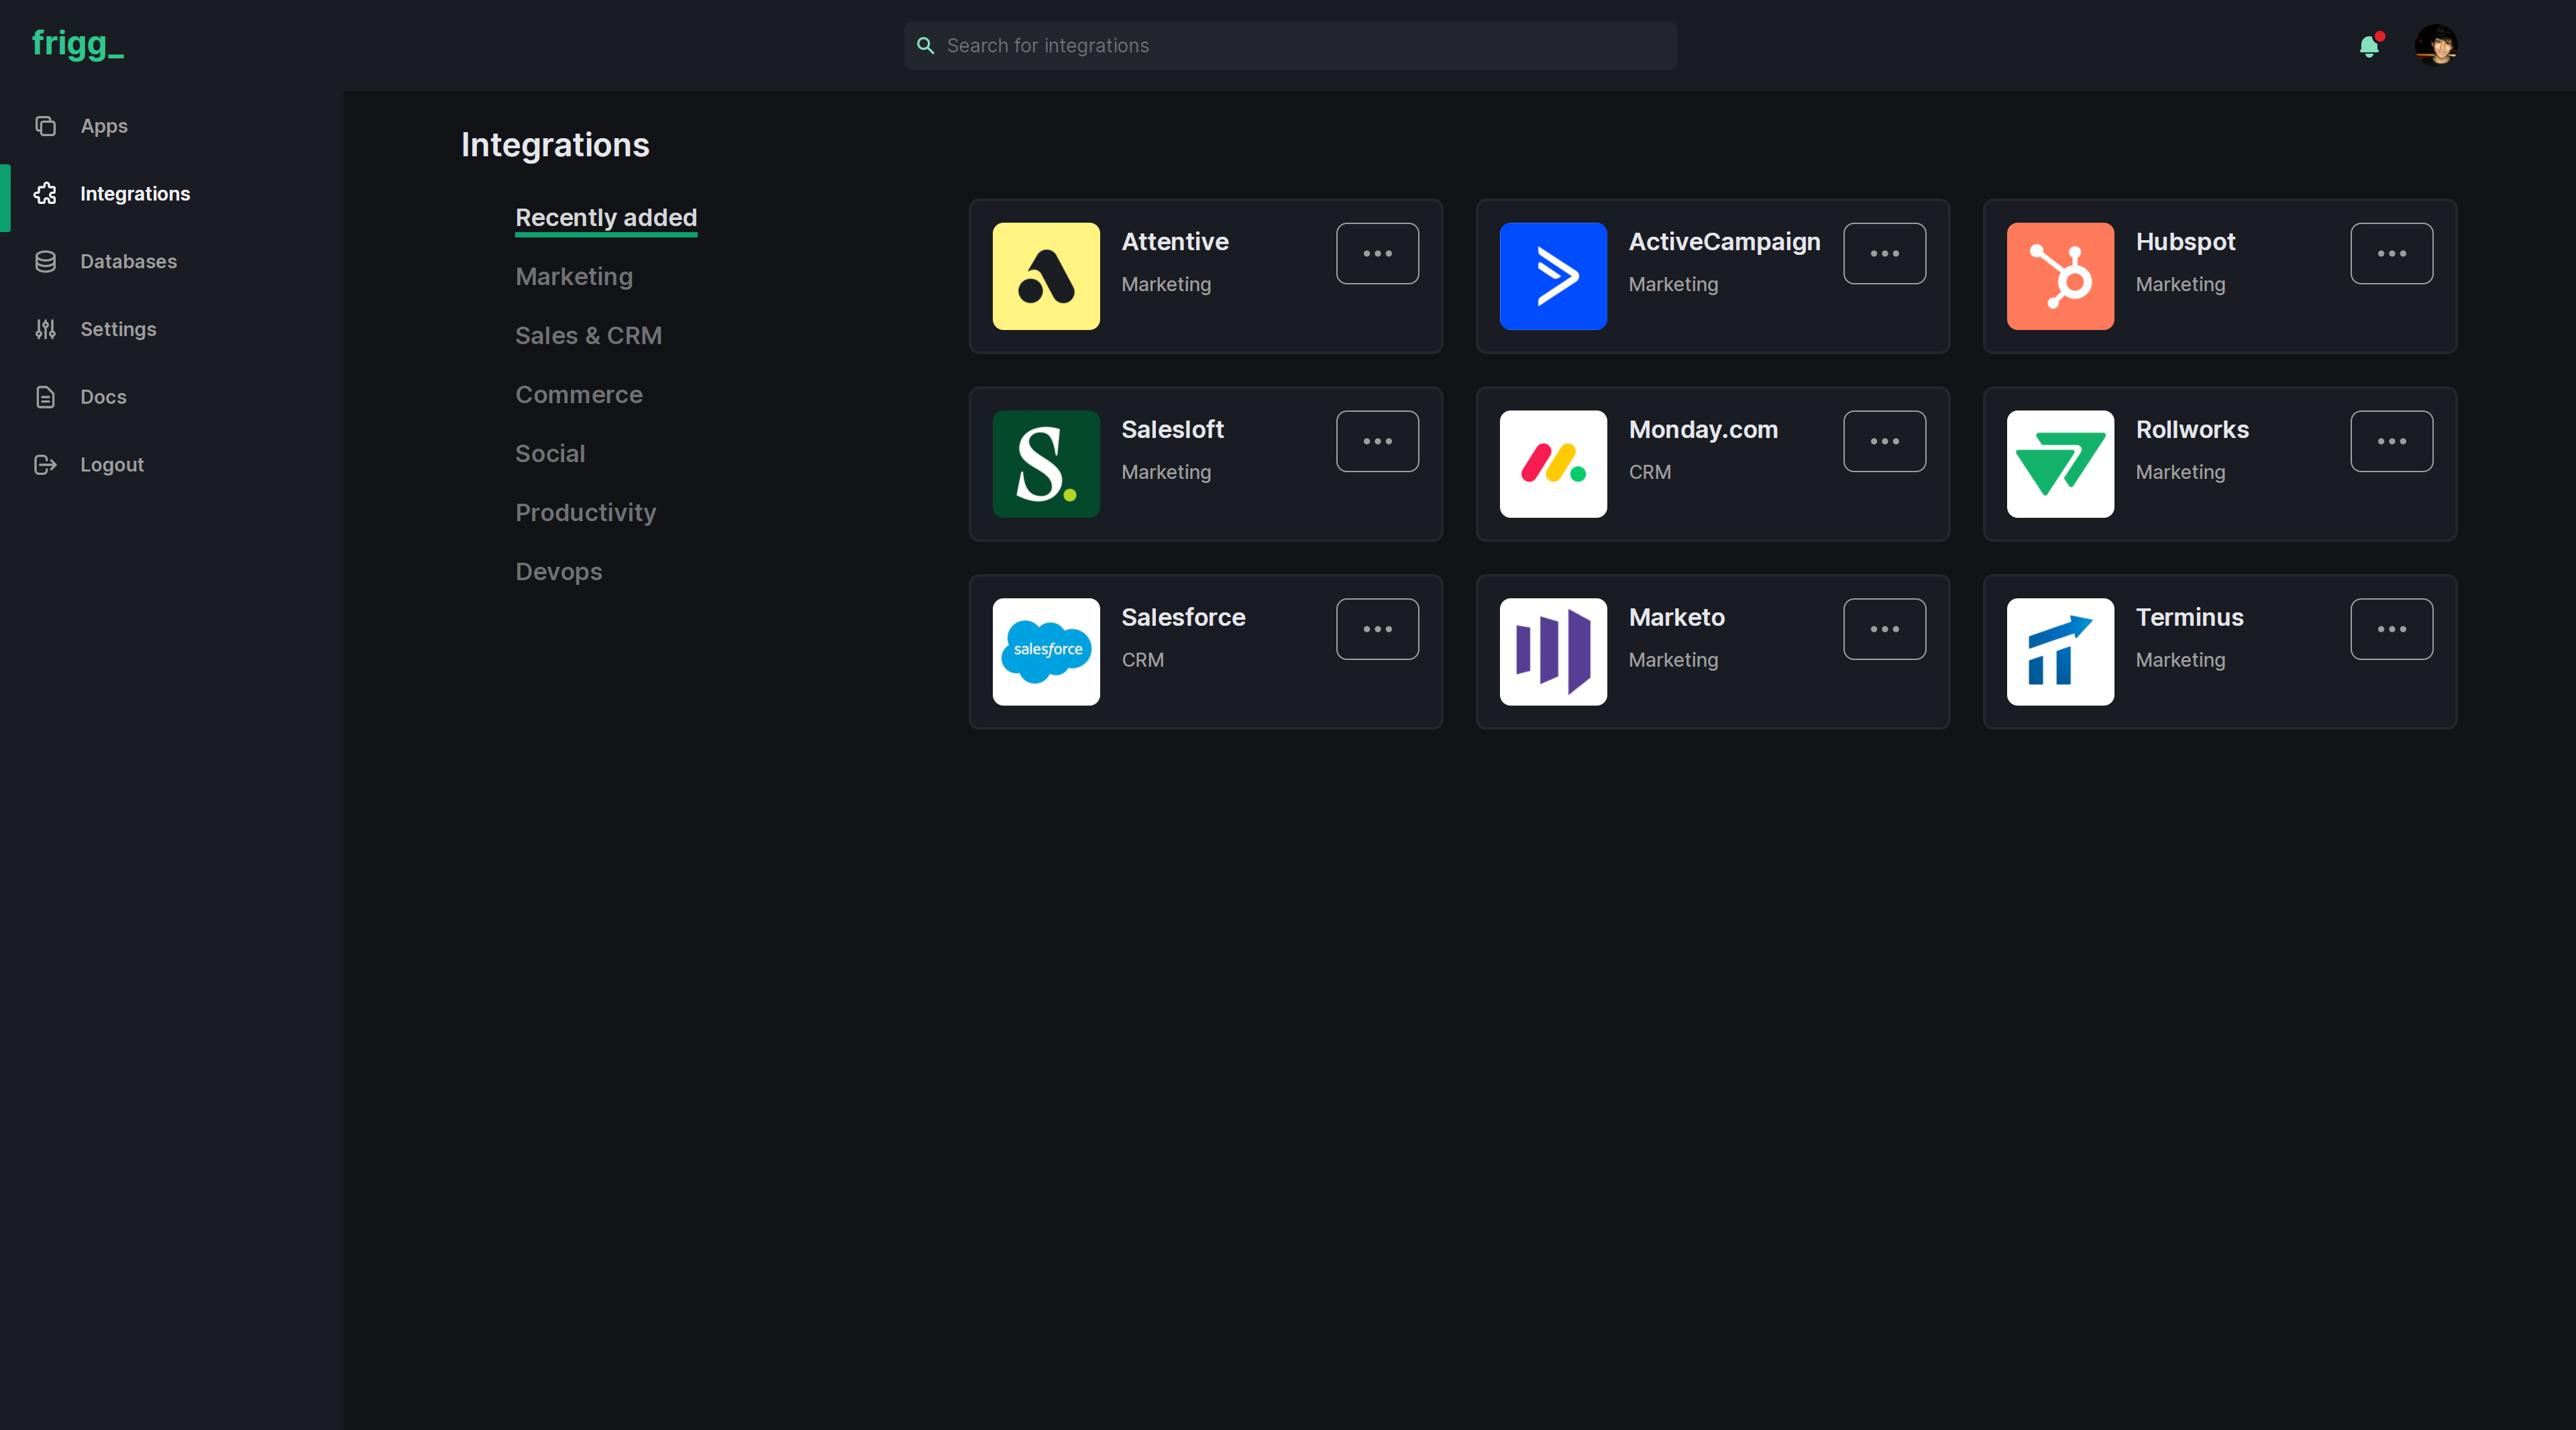 frigg_
Search for integrations
Apps
Integrations
Databases
Settings
Docs
Logout
Integrations
Recently added
Marketing
Sales & CRM
Commerce
Social
Productivity
Devops
Attentive
Marketing
ActiveCampaign
Marketing
Hubspot
Marketing
S.
Salesloft
Marketing
Monday.com
CRM
Rollworks
Marketing
salesforce
Salesforce
CRM
Marketo
Marketing
Terminus
Marketing